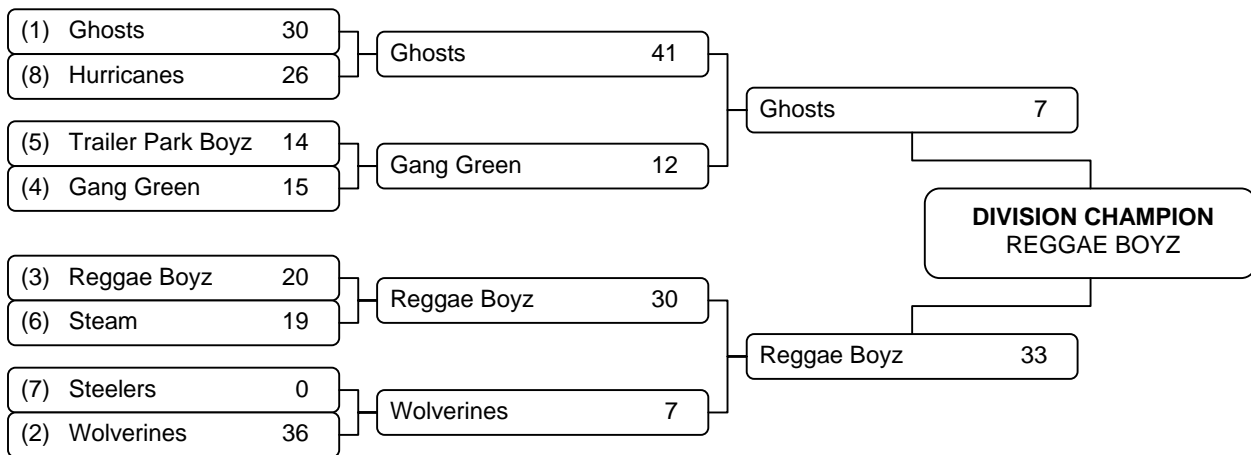 (1) Ghosts 30
(8) Hurricanes 26
(5) Trailer Park Boyz 14
(4) Gang Green 15
(3) Reggae Boyz 20
(6) Steam 19
(7) Steelers 0
(2) Wolverines 36
Ghosts 41
Gang Green 12
Reggae Boyz 30
Wolverines 7
Ghosts 7
Reggae Boyz 33
DIVISION CHAMPION
REGGAE BOYZ